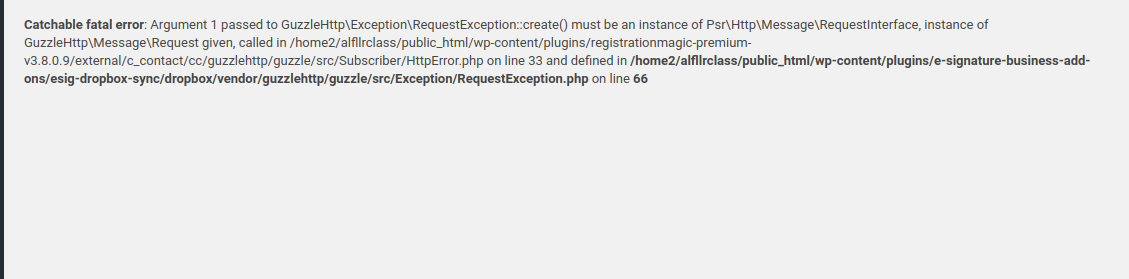 Catchable fatal error: Argument 1 passed to GuzzleHttp\Exception\RequestException::create() must be an instance of Psr\Http\Message\RequestInterface, instance of
GuzzleHttp\Message\Request given, called in /home2/alfllrclass/public_html/wp-content/plugins/registrationmagic-premium-
v3.8.0.9/external/c_contact/cc/guzzlehttp/guzzle/src/Subscriber/HttpError.php on line 33 and defined in /home2/alfllrclass/public_html/wp-content/plugins/e-signature-business-add-
ons/esig-dropbox-sync/dropbox/vendor/guzzlehttp/guzzle/src/Exception/RequestException.php on line 66